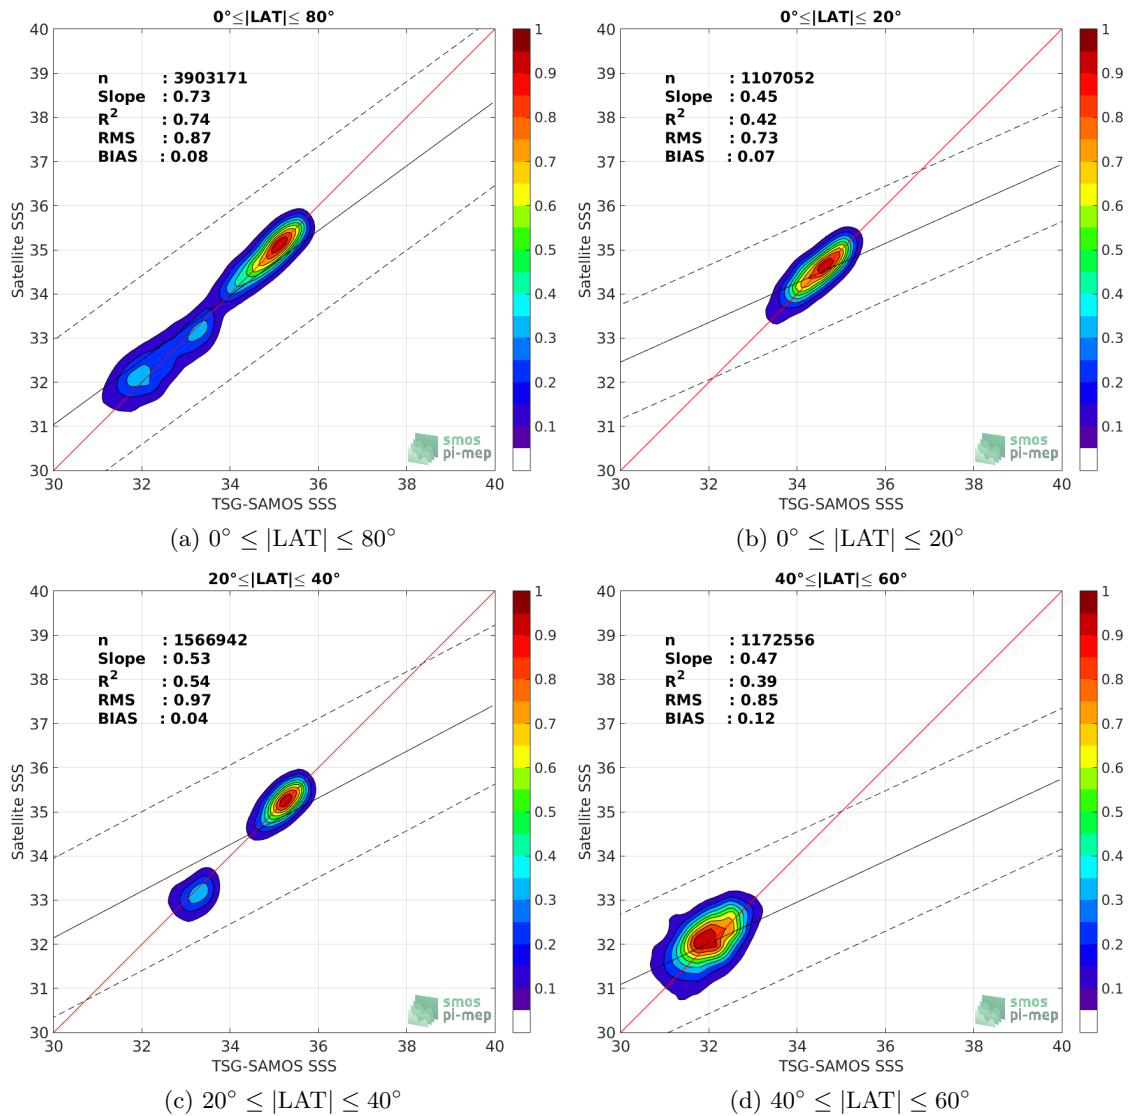 0°≤|LAT|≤ 80°
n : 3903171
Slope : 0.73
R² : 0.74
RMS : 0.87
BIAS : 0.08
Satellite SSS
40
39
38
37
36
35
34
33
32
31
30
30 32 34 36 38 40
TSG-SAMOS SSS
1
0.9
0.8
0.7
0.6
0.5
0.4
0.3
0.2
0.1
smos
pi-mep
(a) 0° ≤ |LAT| ≤ 80°
0°≤|LAT|≤ 20°
n : 1107052
Slope : 0.45
R² : 0.42
RMS : 0.73
BIAS : 0.07
Satellite SSS
40
39
38
37
36
35
34
33
32
31
30
30 32 34 36 38 40
TSG-SAMOS SSS
1
0.9
0.8
0.7
0.6
0.5
0.4
0.3
0.2
0.1
smos
pi-mep
(b) 0° ≤ |LAT| ≤ 20°
20°≤|LAT|≤ 40°
n : 1566942
Slope : 0.53
R² : 0.54
RMS : 0.97
BIAS : 0.04
Satellite SSS
40
39
38
37
36
35
34
33
32
31
30
30 32 34 36 38 40
TSG-SAMOS SSS
1
0.9
0.8
0.7
0.6
0.5
0.4
0.3
0.2
0.1
smos
pi-mep
(c) 20° ≤ |LAT| ≤ 40°
40°≤|LAT|≤ 60°
n : 1172556
Slope : 0.47
R² : 0.39
RMS : 0.85
BIAS : 0.12
Satellite SSS
40
39
38
37
36
35
34
33
32
31
30
30 32 34 36 38 40
TSG-SAMOS SSS
1
0.9
0.8
0.7
0.6
0.5
0.4
0.3
0.2
0.1
smos
pi-mep
(d) 40° ≤ |LAT| ≤ 60°